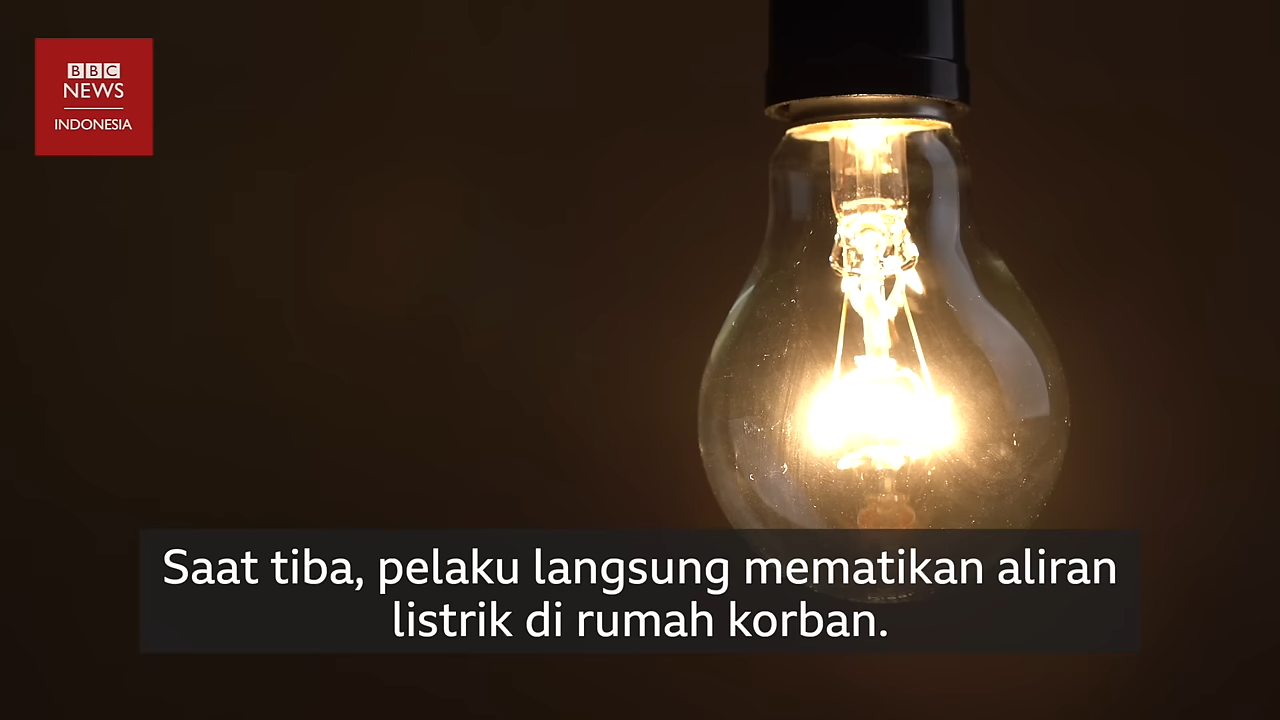 BBC
NEWS
INDONESIA
Saat tiba, pelaku langsung mematikan aliran
listrik di rumah korban.